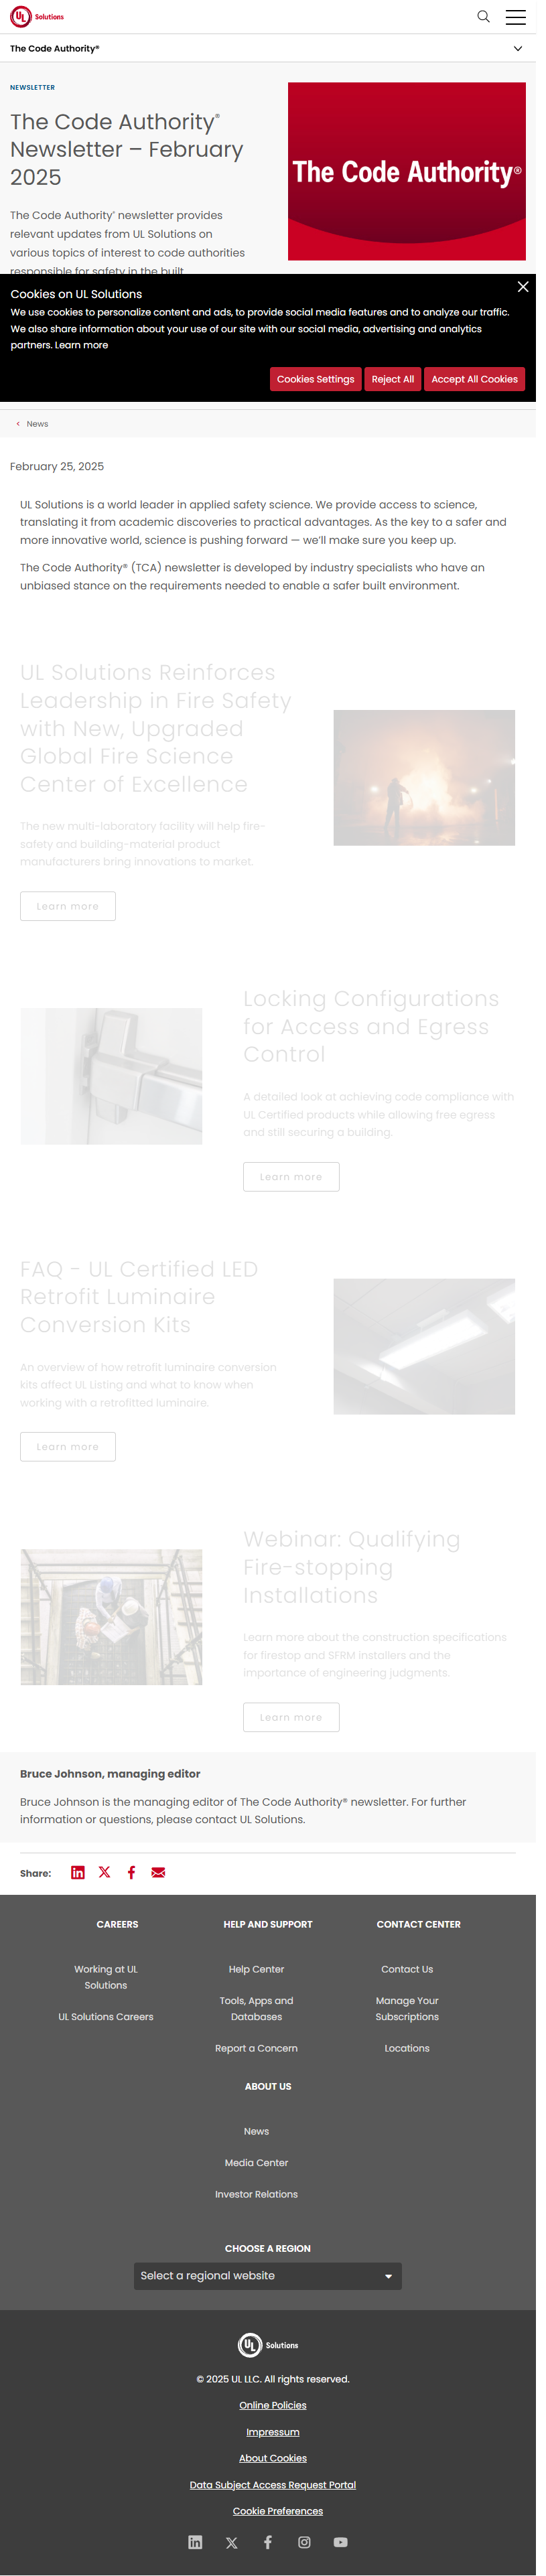 UL Solutions
The Code Authority®
NEWSLETTER
The Code Authority®
Newsletter – February
2025
The Code Authority®
The Code Authority® newsletter provides
relevant updates from UL Solutions on
various topics of interest to code authorities
responsible for safety in the built
Cookies on UL Solutions
We use cookies to personalize content and ads, to provide social media features and to analyze our traffic.
We also share information about your use of our site with our social media, advertising and analytics
partners. Learn more
Cookies Settings
Reject All
Accept All Cookies
News
February 25, 2025
UL Solutions is a world leader in applied safety science. We provide access to science,
translating it from academic discoveries to practical advantages. As the key to a safer and
more innovative world, science is pushing forward — we’ll make sure you keep up.
The Code Authority® (TCA) newsletter is developed by industry specialists who have an
unbiased stance on the requirements needed to enable a safer built environment.
UL Solutions Reinforces
Leadership in Fire Safety
with New, Upgraded
Global Fire Science
Center of Excellence
The new multi-laboratory facility will help fire-
safety and building-material product
manufacturers bring innovations to market.
Learn more
Locking Configurations
for Access and Egress
Control
A detailed look at achieving code compliance with
UL Certified products while allowing free egress
and still securing a building.
Learn more
FAQ - UL Certified LED
Retrofit Luminaire
Conversion Kits
An overview of how retrofit luminaire conversion
kits affect UL Listing and what to know when
working with a retrofitted luminaire.
Learn more
Webinar: Qualifying
Fire-stopping
Installations
Learn more about the construction specifications
for firestop and SFRM installers and the
importance of engineering judgments.
Learn more
Bruce Johnson, managing editor
Bruce Johnson is the managing editor of The Code Authority® newsletter. For further
information or questions, please contact UL Solutions.
Share:
CAREERS
Working at UL
Solutions
UL Solutions Careers
HELP AND SUPPORT
Help Center
Tools, Apps and
Databases
Report a Concern
CONTACT CENTER
Contact Us
Manage Your
Subscriptions
Locations
ABOUT US
News
Media Center
Investor Relations
CHOOSE A REGION
Select a regional website
UL Solutions
© 2025 UL LLC. All rights reserved.
Online Policies
Impressum
About Cookies
Data Subject Access Request Portal
Cookie Preferences